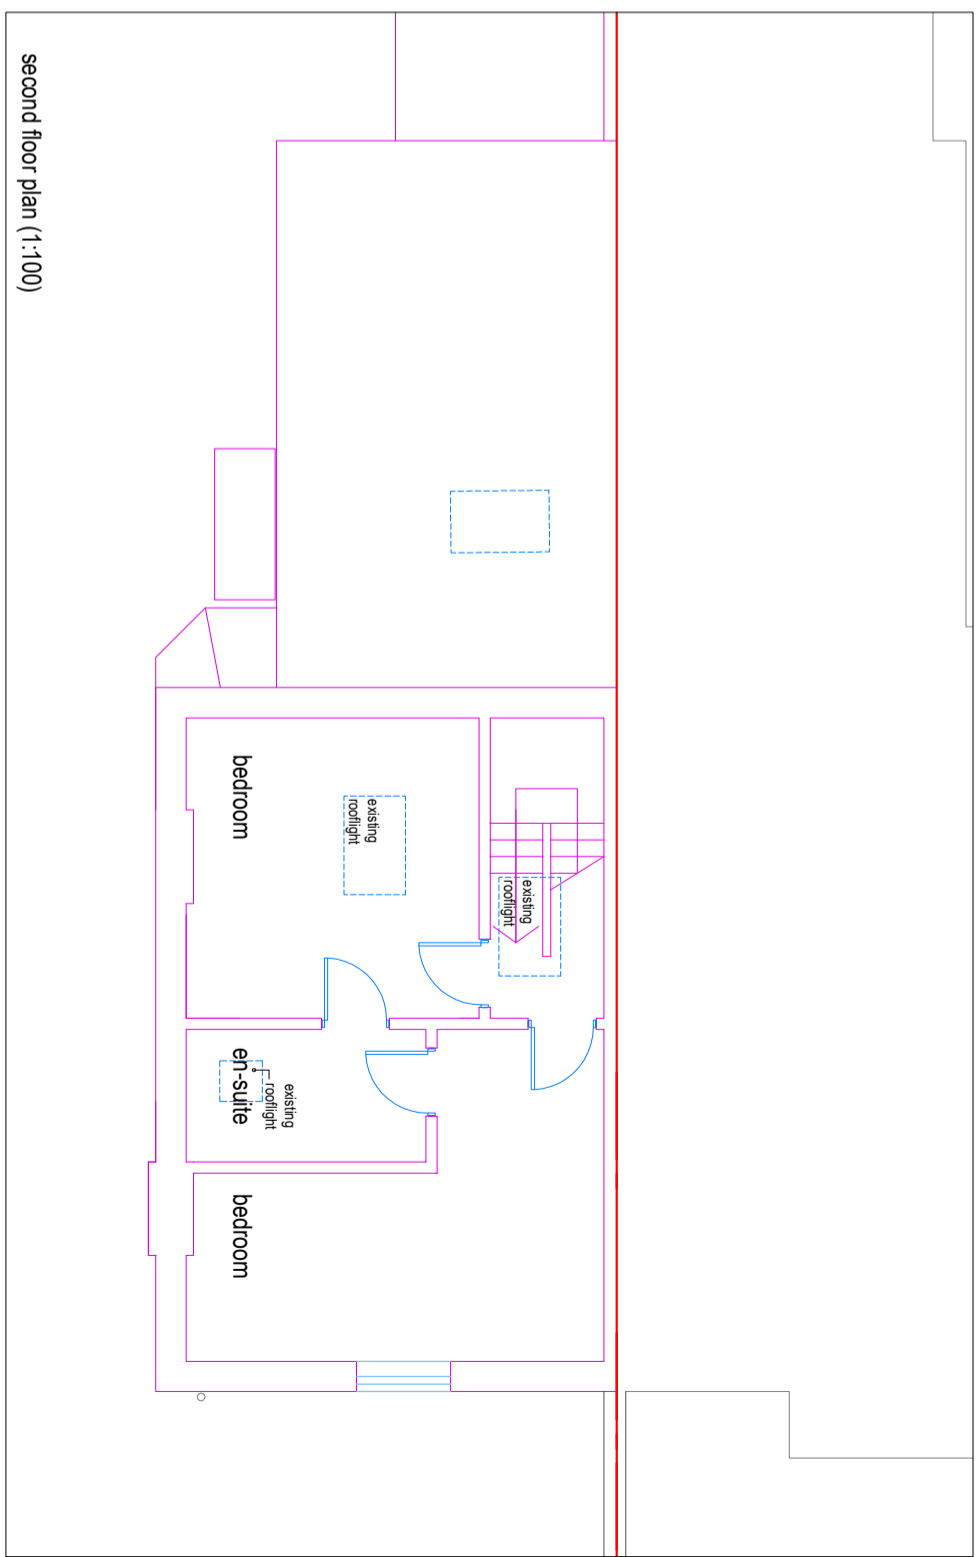 second floor plan (1:100)
bedroom
existing
rooflight
existing
rooflight
en-suite
existing
rooflight
bedroom